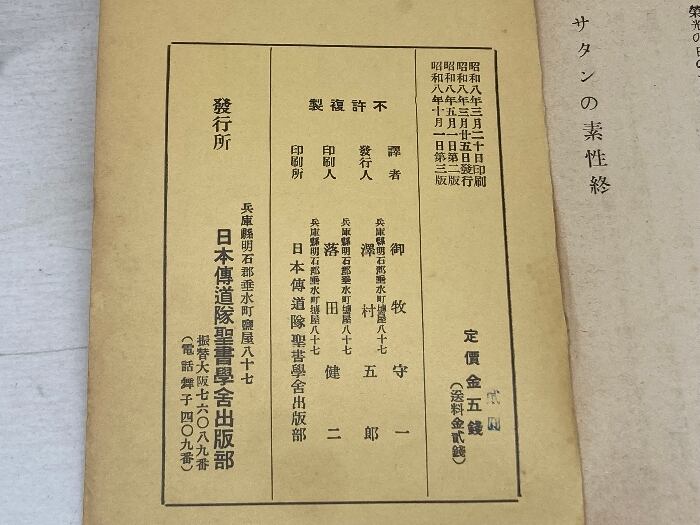 サタンの素性終
昭和八年三月二十日印刷
昭和八年三月廿五日發行
昭和八年五月一日第二版
昭和八年十月一日第三版
定價金五錢
(送料金貳錢)
不許複製
譯者 御牧守一
兵庫縣明石郡垂水町塩屋八十七
發行人 澤村五郎
兵庫縣明石郡垂水町塩屋八十七
印刷人 落田健二
兵庫縣明石郡垂水町塩屋八十七
印刷所 日本傳道隊聖書學舍出版部
發行所
兵庫縣明石郡垂水町鹽屋八十七
日本傳道隊聖書學舍出版部
振替大阪七六〇八九番
(電話舞子四〇九番)